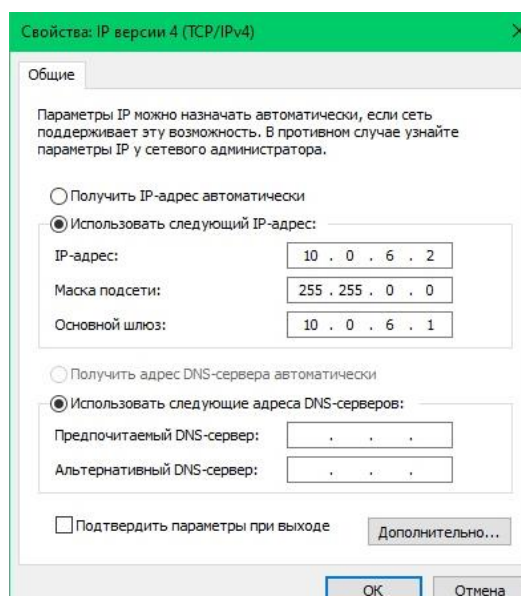 Свойства: IP версии 4 (TCP/IPv4)
Общие
Параметры IP можно назначать автоматически, если сеть
поддерживает эту возможность. В противном случае узнайте
параметры IP у сетевого администратора.
Получить IP-адрес автоматически
Использовать следующий IP-адрес:
IP-адрес: 10 . 0 . 6 . 2
Маска подсети: 255 . 255 . 0 . 0
Основной шлюз: 10 . 0 . 6 . 1
Получить адрес DNS-сервера автоматически
Использовать следующие адреса DNS-серверов:
Предпочитаемый DNS-сервер: . . .
Альтернативный DNS-сервер: . . .
Подтвердить параметры при выходе
Дополнительно...
ОК Отмена